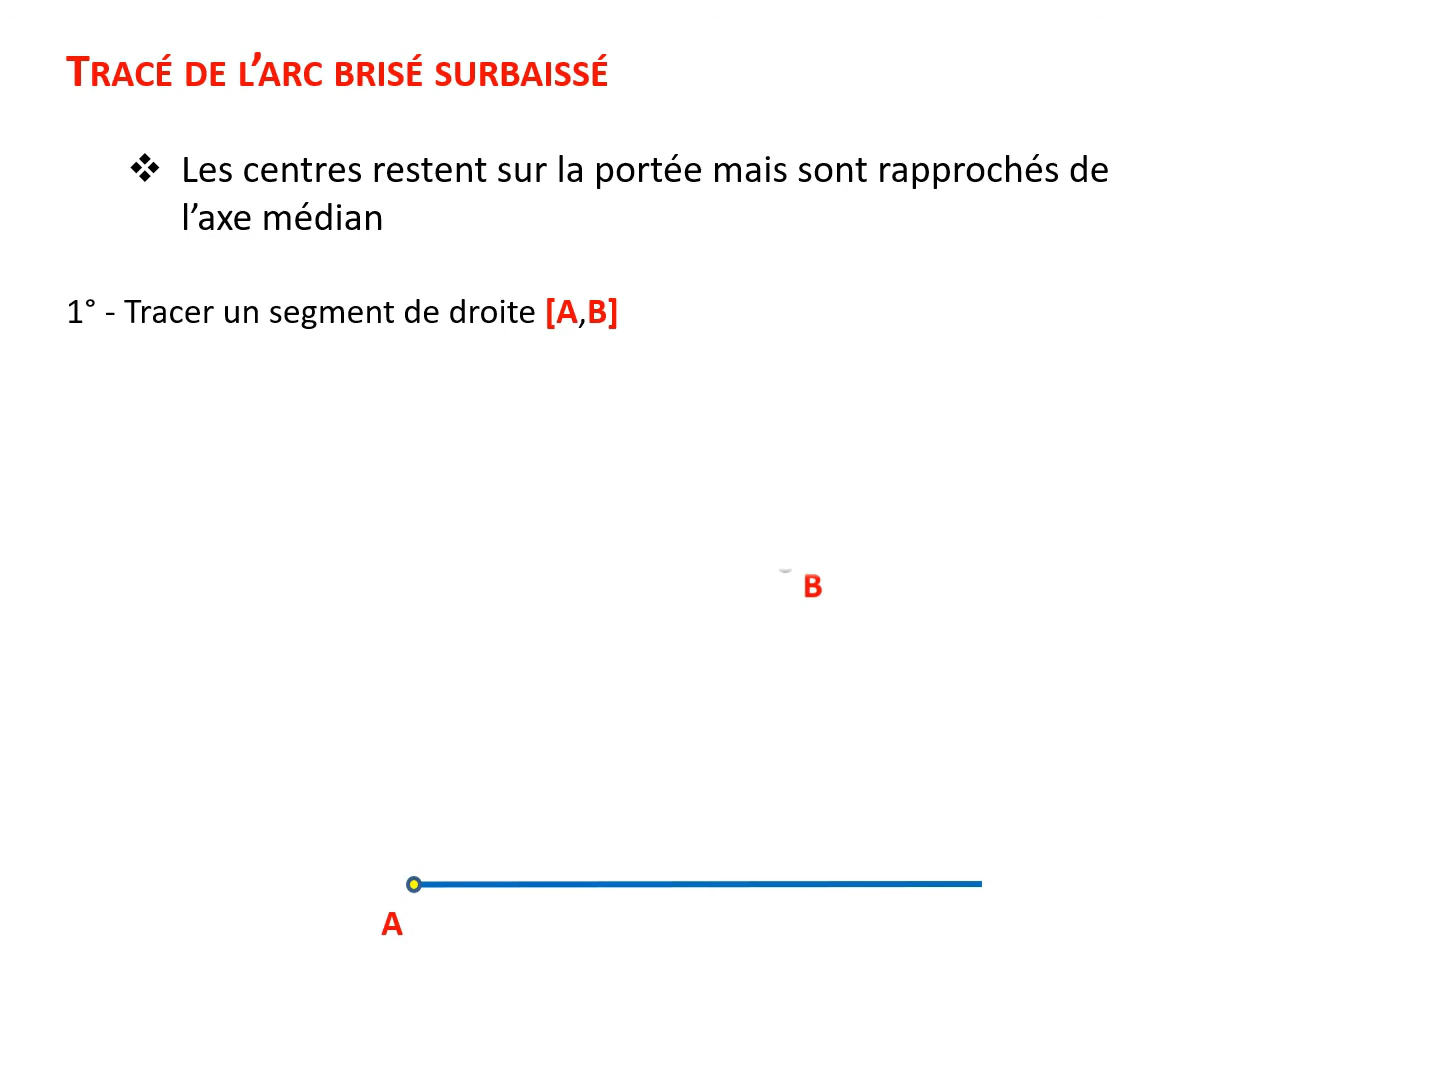 TRACÉ DE L’ARC BRISÉ SURBAISSÉ
❖ Les centres restent sur la portée mais sont rapprochés de
l’axe médian
1° - Tracer un segment de droite [A,B]
B
A